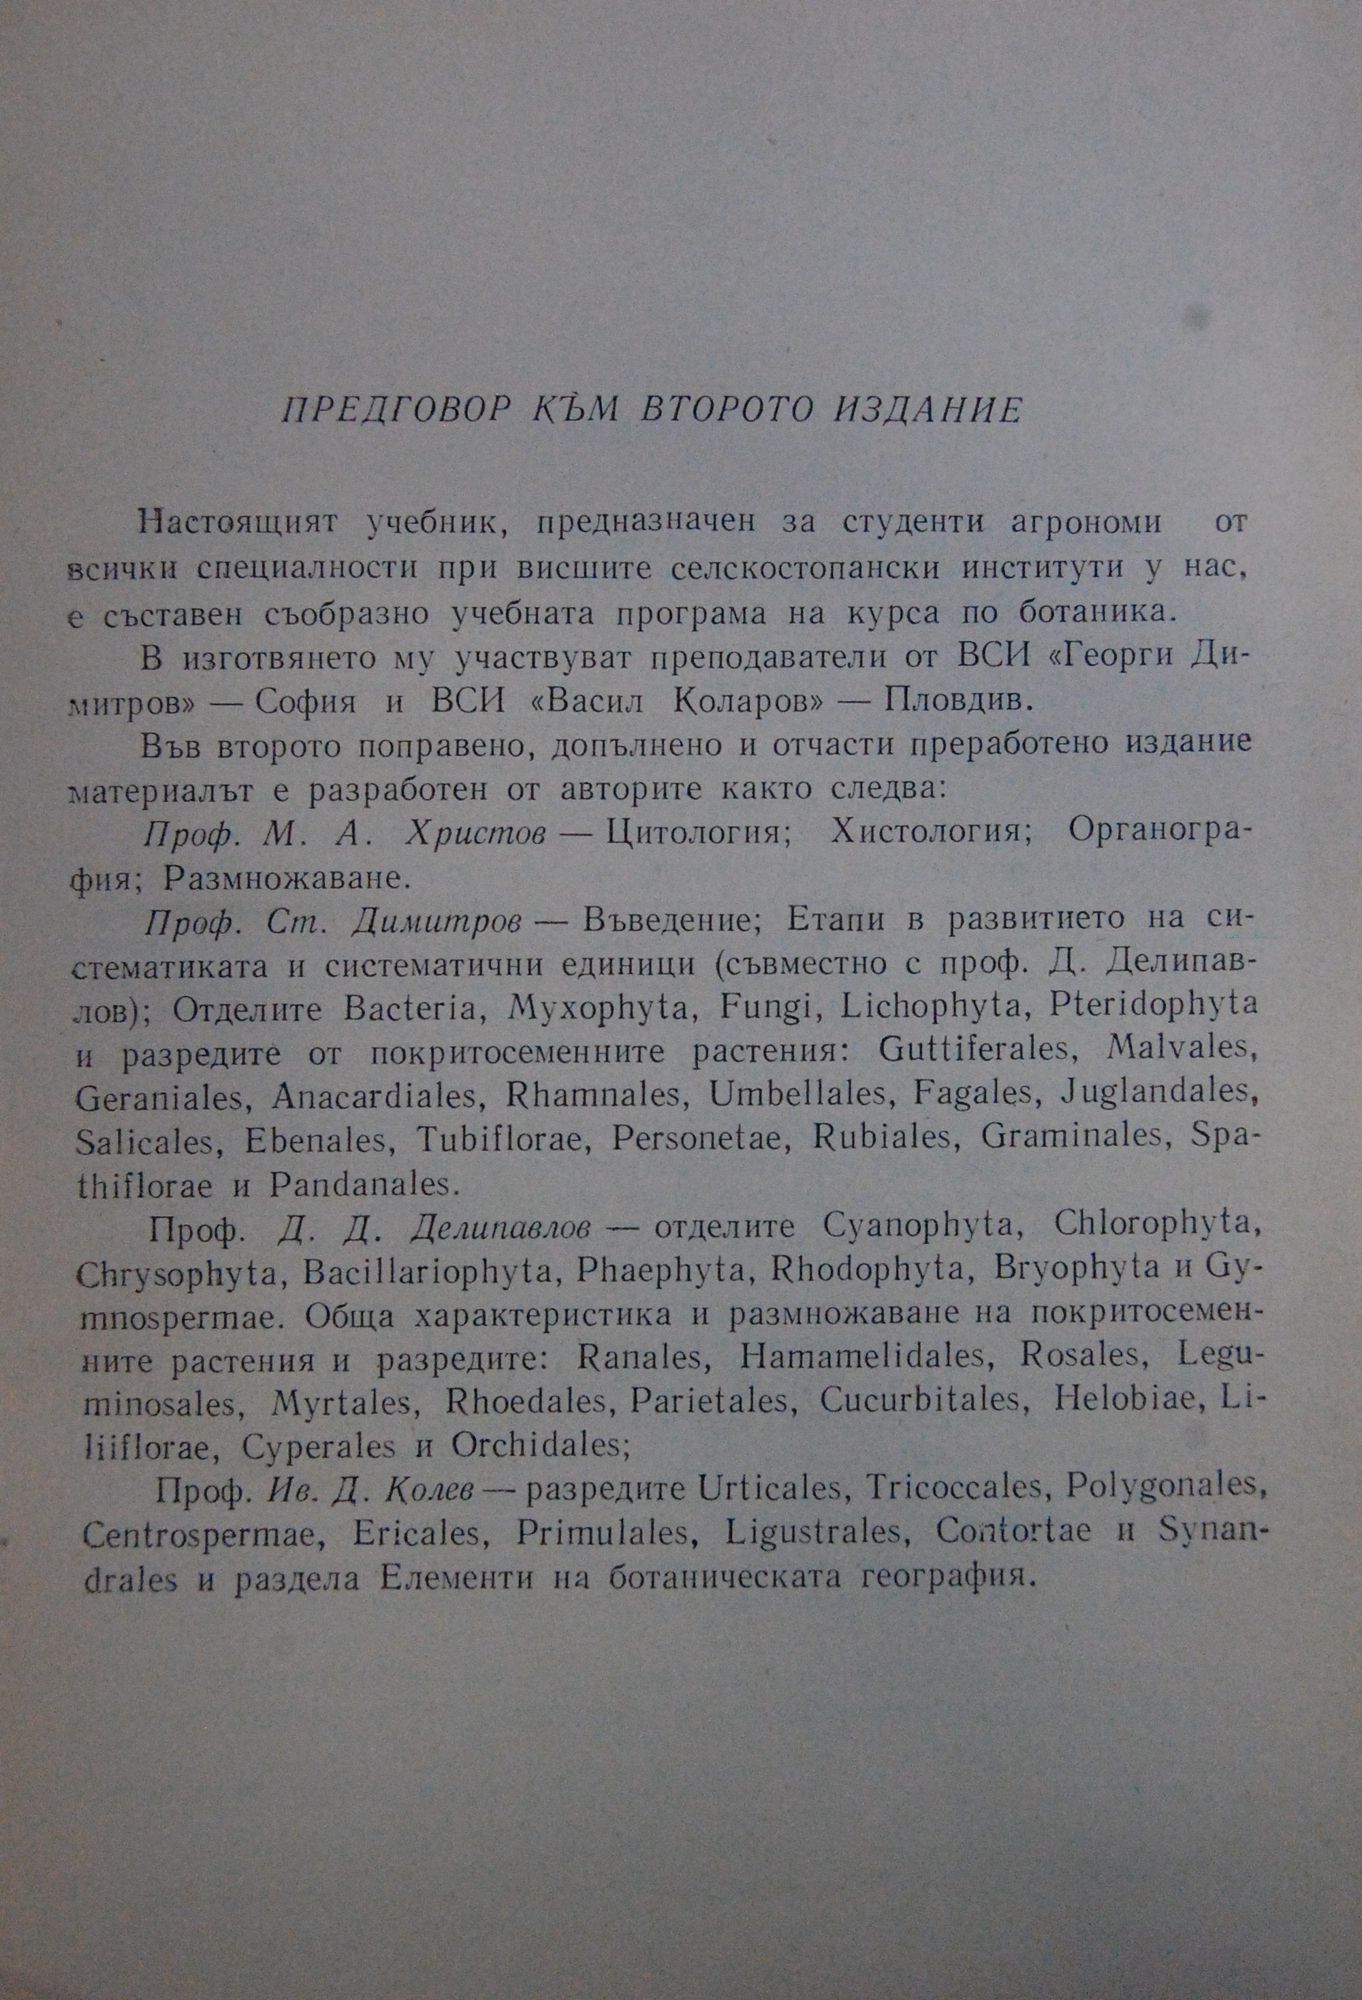 ПРЕДГОВОР КЪМ ВТОРОТО ИЗДАНИЕ
Настоящият учебник, предназначен за студенти агрономи от
всички специалности при висшите селскостопански институти у нас,
е съставен съобразно учебната програма на курса по ботаника.
В изготвянето му участвуват преподаватели от ВСИ «Георги Ди-
митров» — София и ВСИ «Васил Коларов» — Пловдив.
Във второто поправено, допълнено и отчасти преработено издание
материалът е разработен от авторите както следва:
Проф. М. А. Христов — Цитология; Хистология; Органогра-
фия; Размножаване.
Проф. Ст. Димитров — Въведение; Етапи в развитието на си-
стематиката и систематични единици (съвместно с проф. Д. Делипав-
лов); Отделите Bacteria, Myxophyta, Fungi, Lichophyta, Pteridophyta
и разредите от покритосеменните растения: Guttiferales, Malvales,
Geraniales, Anacardiales, Rhamnales, Umbellales, Fagales, Juglandales,
Salicales, Ebenales, Tubiflorae, Personetae, Rubiales, Graminales, Spa-
thiflorae и Pandanales.
Проф. Д. Д. Делипавлов — отделите Cyanophyta, Chlorophyta,
Chrysophyta, Bacillariophyta, Phaephyta, Rhodophyta, Bryophyta и Gy-
mnospermae. Обща характеристика и размножаване на покритосемен-
ните растения и разредите: Ranales, Hamamelidales, Rosales, Legu-
minosales, Myrtales, Rhoedales, Parietales, Cucurbitales, Helobiae, Li-
liiflorae, Cyperales и Orchidales;
Проф. Ив. Д. Колев — разредите Urticales, Tricoccales, Polygonales,
Centrospermae, Ericales, Primulales, Ligustrales, Contortae и Synan-
drales и раздела Елементи на ботаническата география.